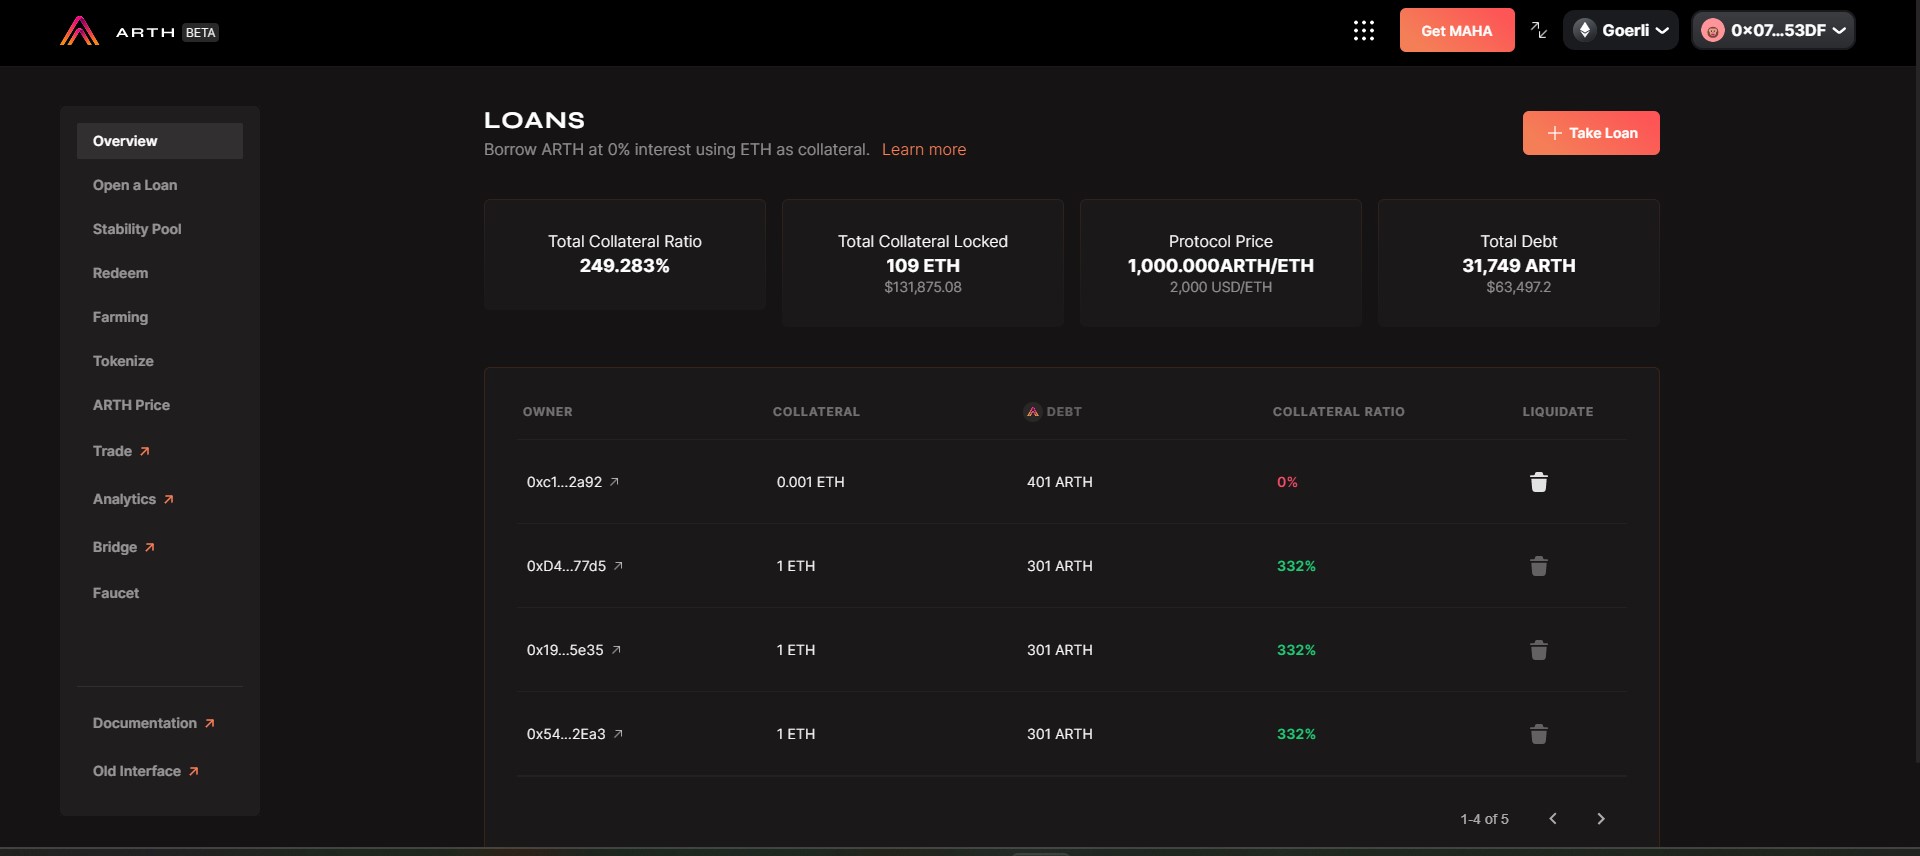 ARTH BETA
Get MAHA
Goerli
0x07...53DF
Overview
Open a Loan
Stability Pool
Redeem
Farming
Tokenize
ARTH Price
Trade
Analytics
Bridge
Faucet
Documentation
Old Interface
LOANS
Borrow ARTH at 0% interest using ETH as collateral. Learn more
+ Take Loan
Total Collateral Ratio
249.283%
Total Collateral Locked
109 ETH
$131,875.08
Protocol Price
1,000.000ARTH/ETH
2,000 USD/ETH
Total Debt
31,749 ARTH
$63,497.2
OWNER COLLATERAL DEBT COLLATERAL RATIO LIQUIDATE
0xc1...2a92 0.001 ETH 401 ARTH 0%
0xD4...77d5 1 ETH 301 ARTH 332%
0x19...5e35 1 ETH 301 ARTH 332%
0x54...2Ea3 1 ETH 301 ARTH 332%
1-4 of 5